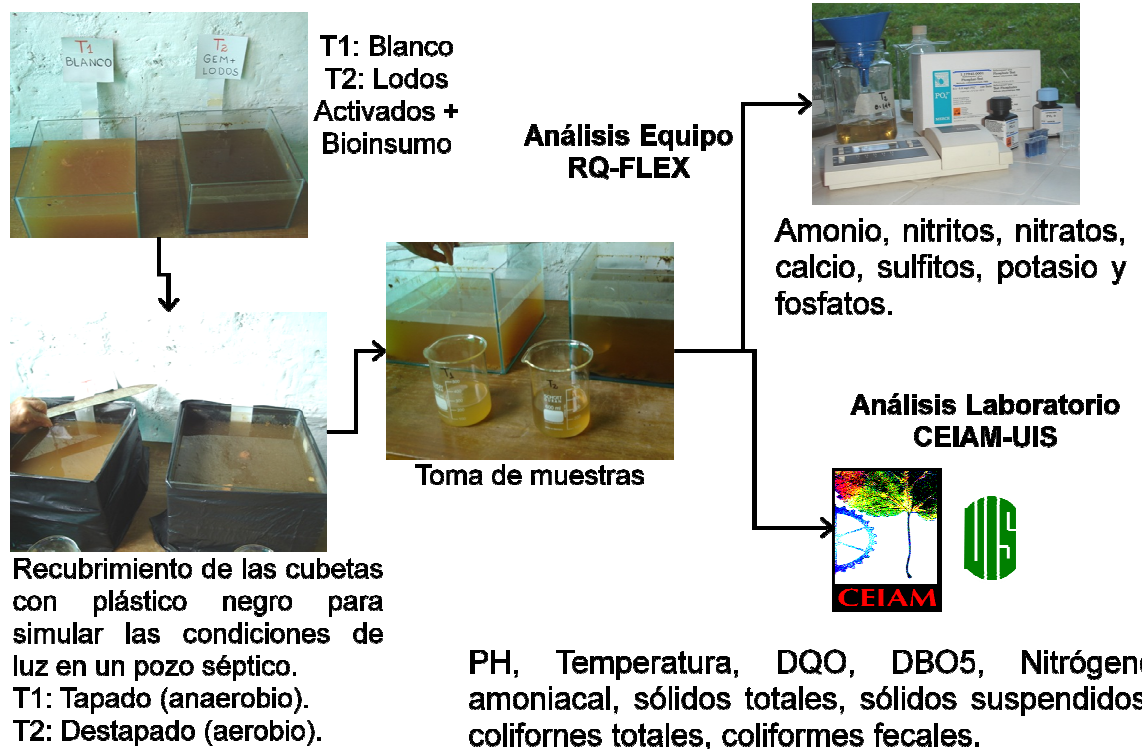 T1
BLANCO
T2
GEM+
LODOS
T1: Blanco
T2: Lodos
Activados +
Bioinsumo
Análisis Equipo
RQ-FLEX
PO₄
Amonio, nitritos, nitratos,
calcio, sulfitos, potasio y
fosfatos.
T1
T2
Toma de muestras
Análisis Laboratorio
CEIAM-UIS
CEIAM
UIS
Recubrimiento de las cubetas
con plástico negro para
simular las condiciones de
luz en un pozo séptico.
T1: Tapado (anaerobio).
T2: Destapado (aerobio).
PH, Temperatura, DQO, DBO5, Nitrógeno
amoniacal, sólidos totales, sólidos suspendidos
colifornes totales, coliformes fecales.